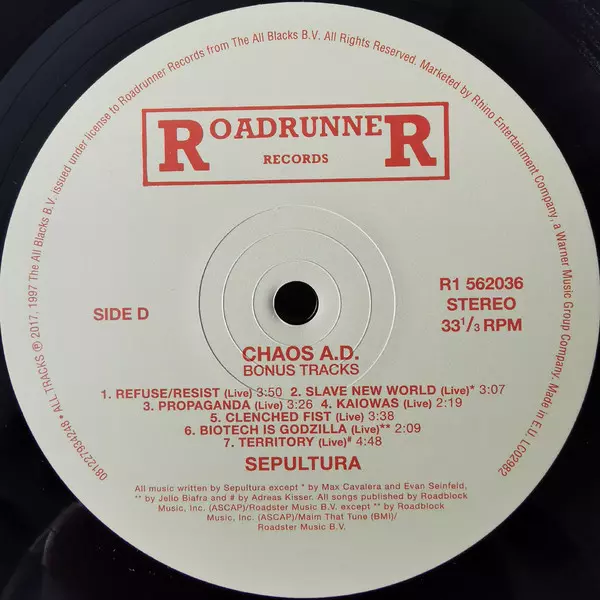 081227934248 • ALL TRACKS ℗ 2017, 1997 The All Blacks B.V. issued under license to Roadrunner Records from The All Blacks B.V. All Rights Reserved. Marketed by Rhino Entertainment Company, a Warner Music Group Company. Made in E.U. LC02982
ROADRUNNER
RECORDS
SIDE D
R1 562036
STEREO
33 1/3 RPM
CHAOS A.D.
BONUS TRACKS
1. REFUSE/RESIST (Live) 3:50 2. SLAVE NEW WORLD (Live)* 3:07
3. PROPAGANDA (Live) 3:26 4. KAIOWAS (Live) 2:19
5. CLENCHED FIST (Live) 3:38
6. BIOTECH IS GODZILLA (Live)** 2:09
7. TERRITORY (Live)# 4:48
SEPULTURA
All music written by Sepultura except * by Max Cavalera and Evan Seinfeld,
** by Jello Biafra and # by Adreas Kisser. All songs published by Roadblock
Music, Inc. (ASCAP)/Roadster Music B.V. except ** by Roadblock
Music, Inc. (ASCAP)/Maim That Tune (BMI)/
Roadster Music B.V.